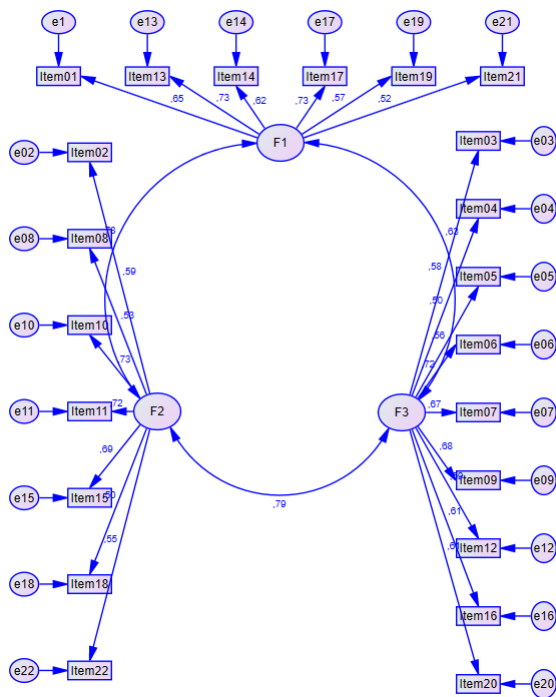 e1 e13 e14 e17 e19 e21
Item01 Item13 Item14 Item17 Item19 Item21
,65 ,73 ,62 ,73 ,57 ,52
F1
e02 Item02
Item03 e03
e08 Item08
Item04 e04
,63
,59
,58
Item05 e05
,53
,50
e10 Item10
,66
Item06 e06
,73
,72
e11 Item11 ,72 F2
F3 ,67 Item07 e07
,69
,68
Item09 e09
e15 Item15
,79
,61
Item12 e12
,55
e18 Item18
Item16 e16
e22 Item22
Item20 e20